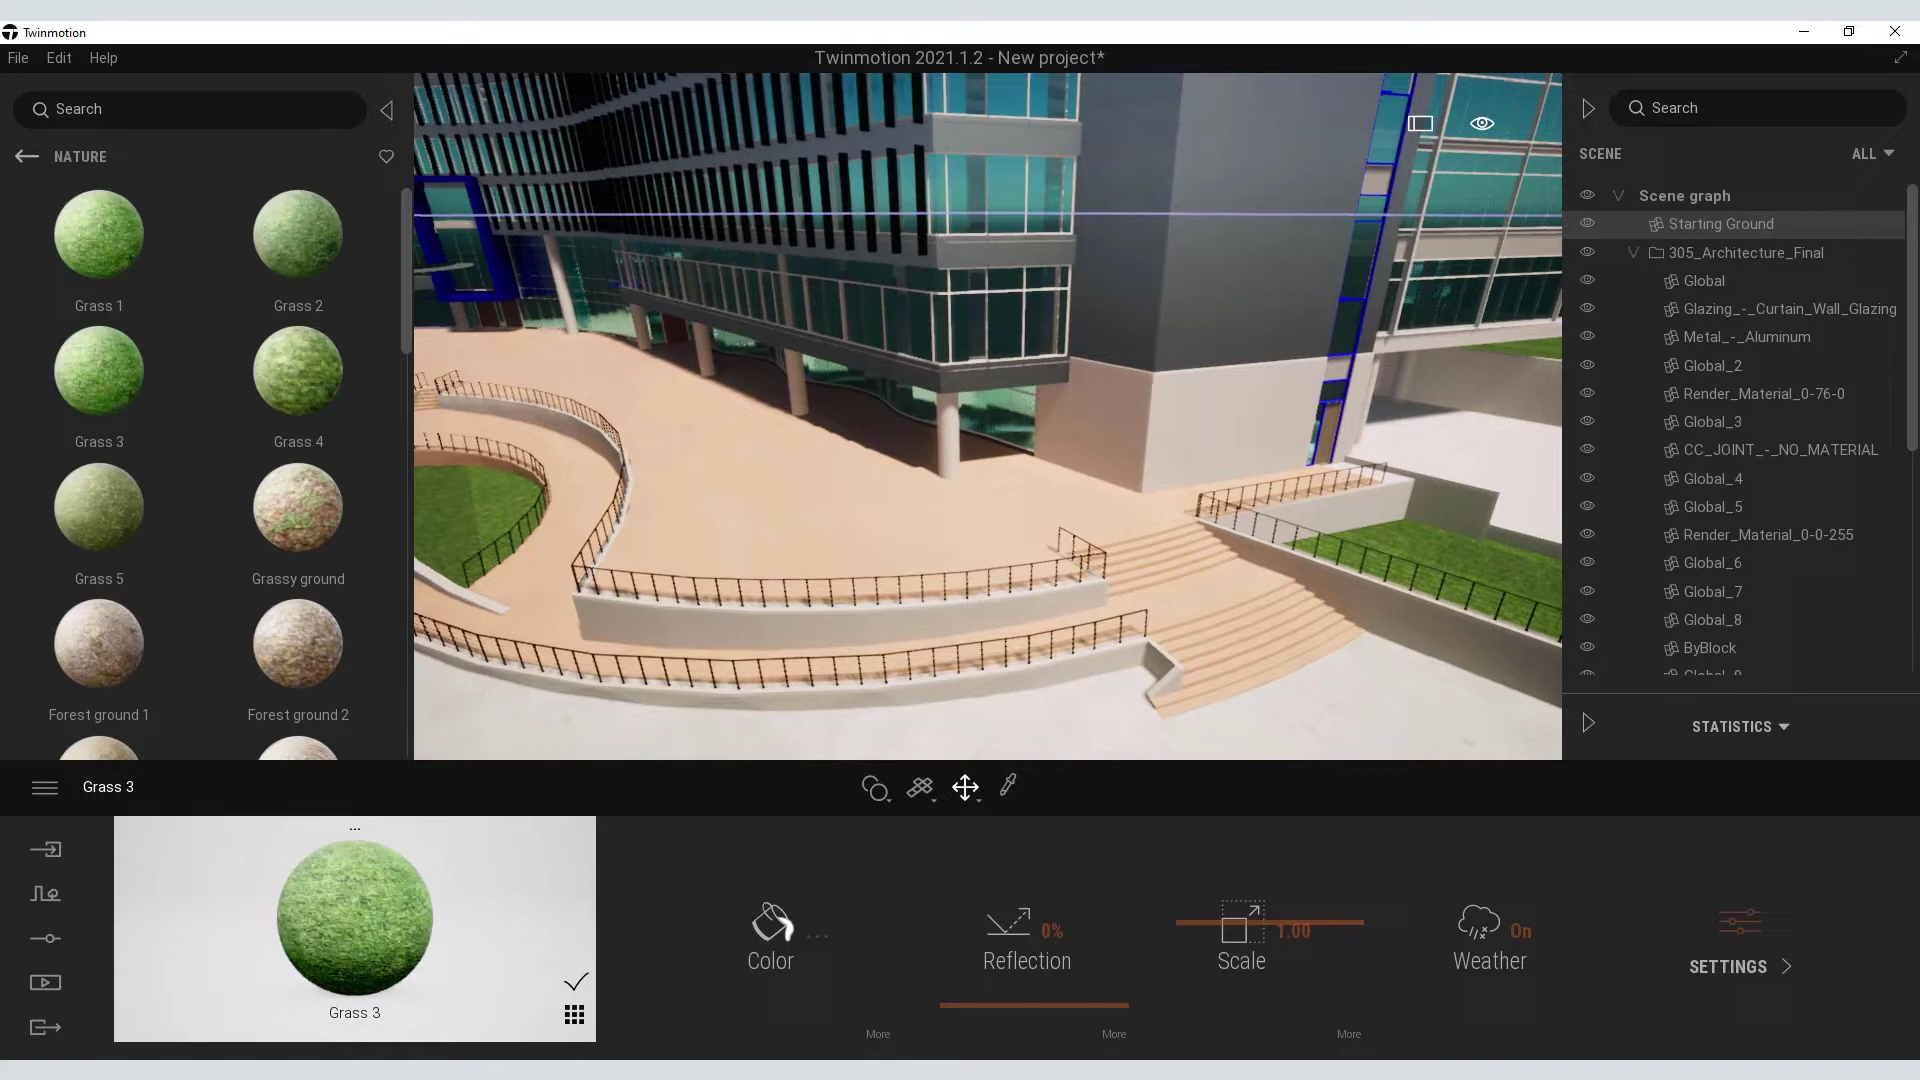 Twinmotion
File Edit Help
Twinmotion 2021.1.2 - New project*
Search
NATURE
Grass 1
Grass 2
Grass 3
Grass 4
Grass 5
Grassy ground
Forest ground 1
Forest ground 2
Search
SCENE ALL
Scene graph
Starting Ground
305_Architecture_Final
Global
Glazing_-_Curtain_Wall_Glazing
Metal_-_Aluminum
Global_2
Render_Material_0-76-0
Global_3
CC_JOINT_-_NO_MATERIAL
Global_4
Global_5
Render_Material_0-0-255
Global_6
Global_7
Global_8
ByBlock
STATISTICS
Grass 3
...
Grass 3
Color ...
More
Reflection 0%
More
Scale 1.00
More
Weather On
SETTINGS